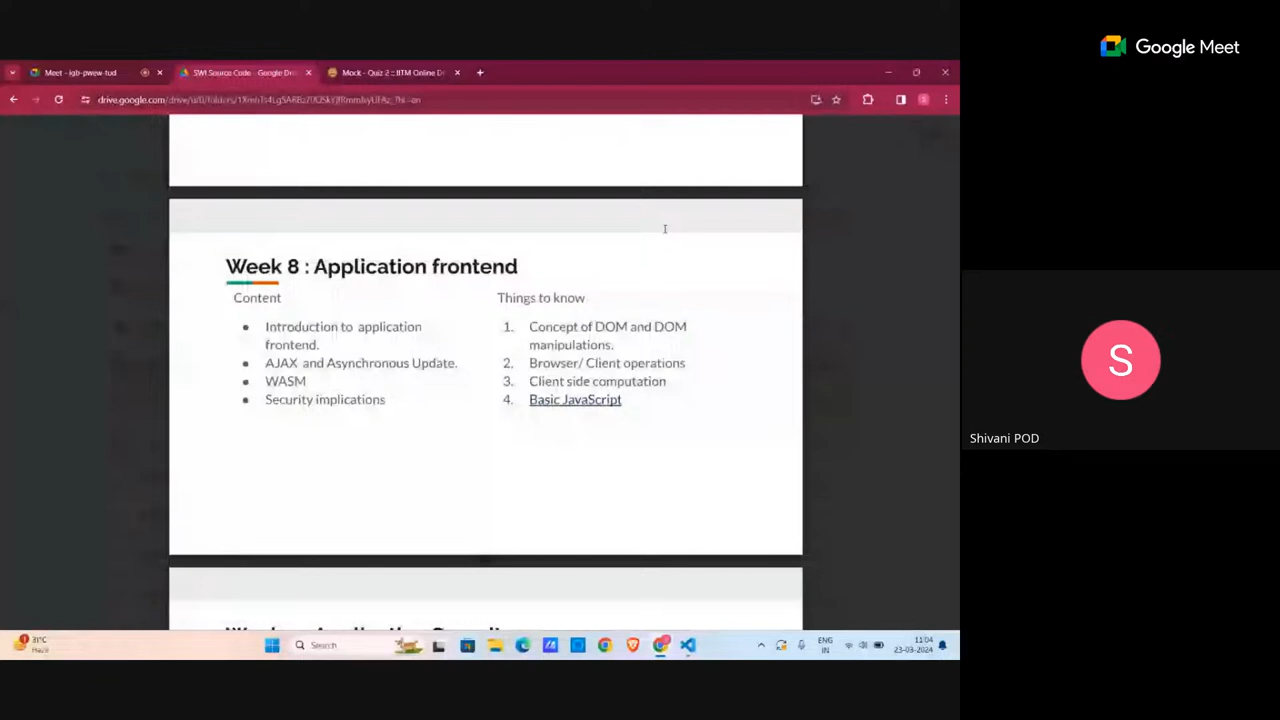 Google Meet
Meet - igb-pwew-tud
SWI Source Code - Google Dri
Mock - Quiz 2 :: IITM Online D
Week 8 : Application frontend
Content
Things to know
Introduction to application
frontend.
AJAX and Asynchronous Update.
WASM
Security implications
1. Concept of DOM and DOM
manipulations.
2. Browser/ Client operations
3. Client side computation
4. Basic JavaScript
S
Shivani POD
31°C
Haze
Search
ENG
IN
11:04
23-03-2024